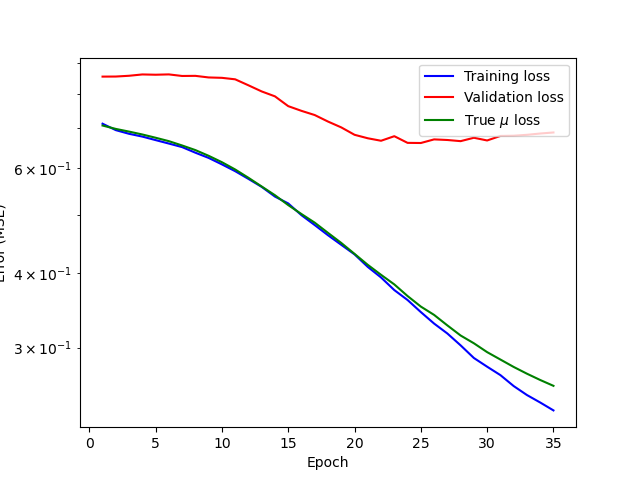 Training loss
Validation loss
True μ loss
6 × 10⁻¹
4 × 10⁻¹
3 × 10⁻¹
0 5 10 15 20 25 30 35
Epoch
(MSE)